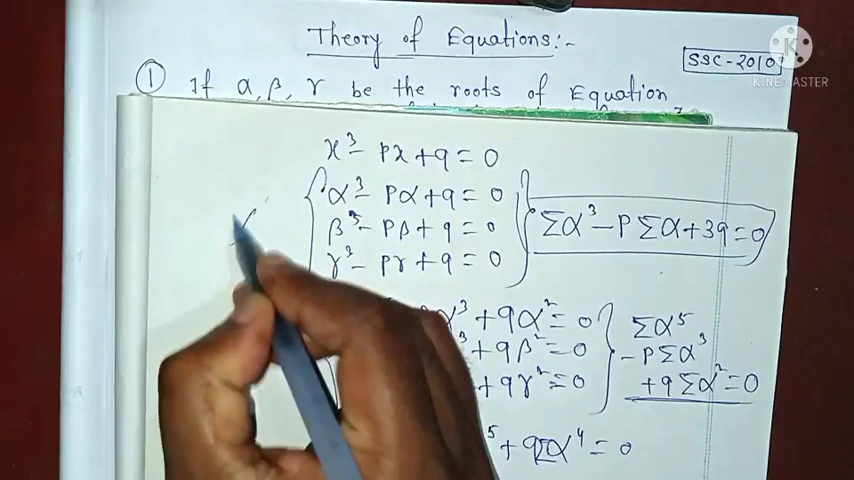 Theory of Equations:-
SSC-2010
KINEMASTER
① If α, β, γ be the roots of Equation
x³ - px + q = 0
α³ - pα + q = 0
β³ - pβ + q = 0
γ³ - pγ + q = 0
Σα³ - pΣα + 3q = 0
α³ + qα² = 0
β³ + qβ² = 0
+ qγ² = 0
Σα⁵
- pΣα³
+ qΣα² = 0
⁵ + qΣα⁴ = 0